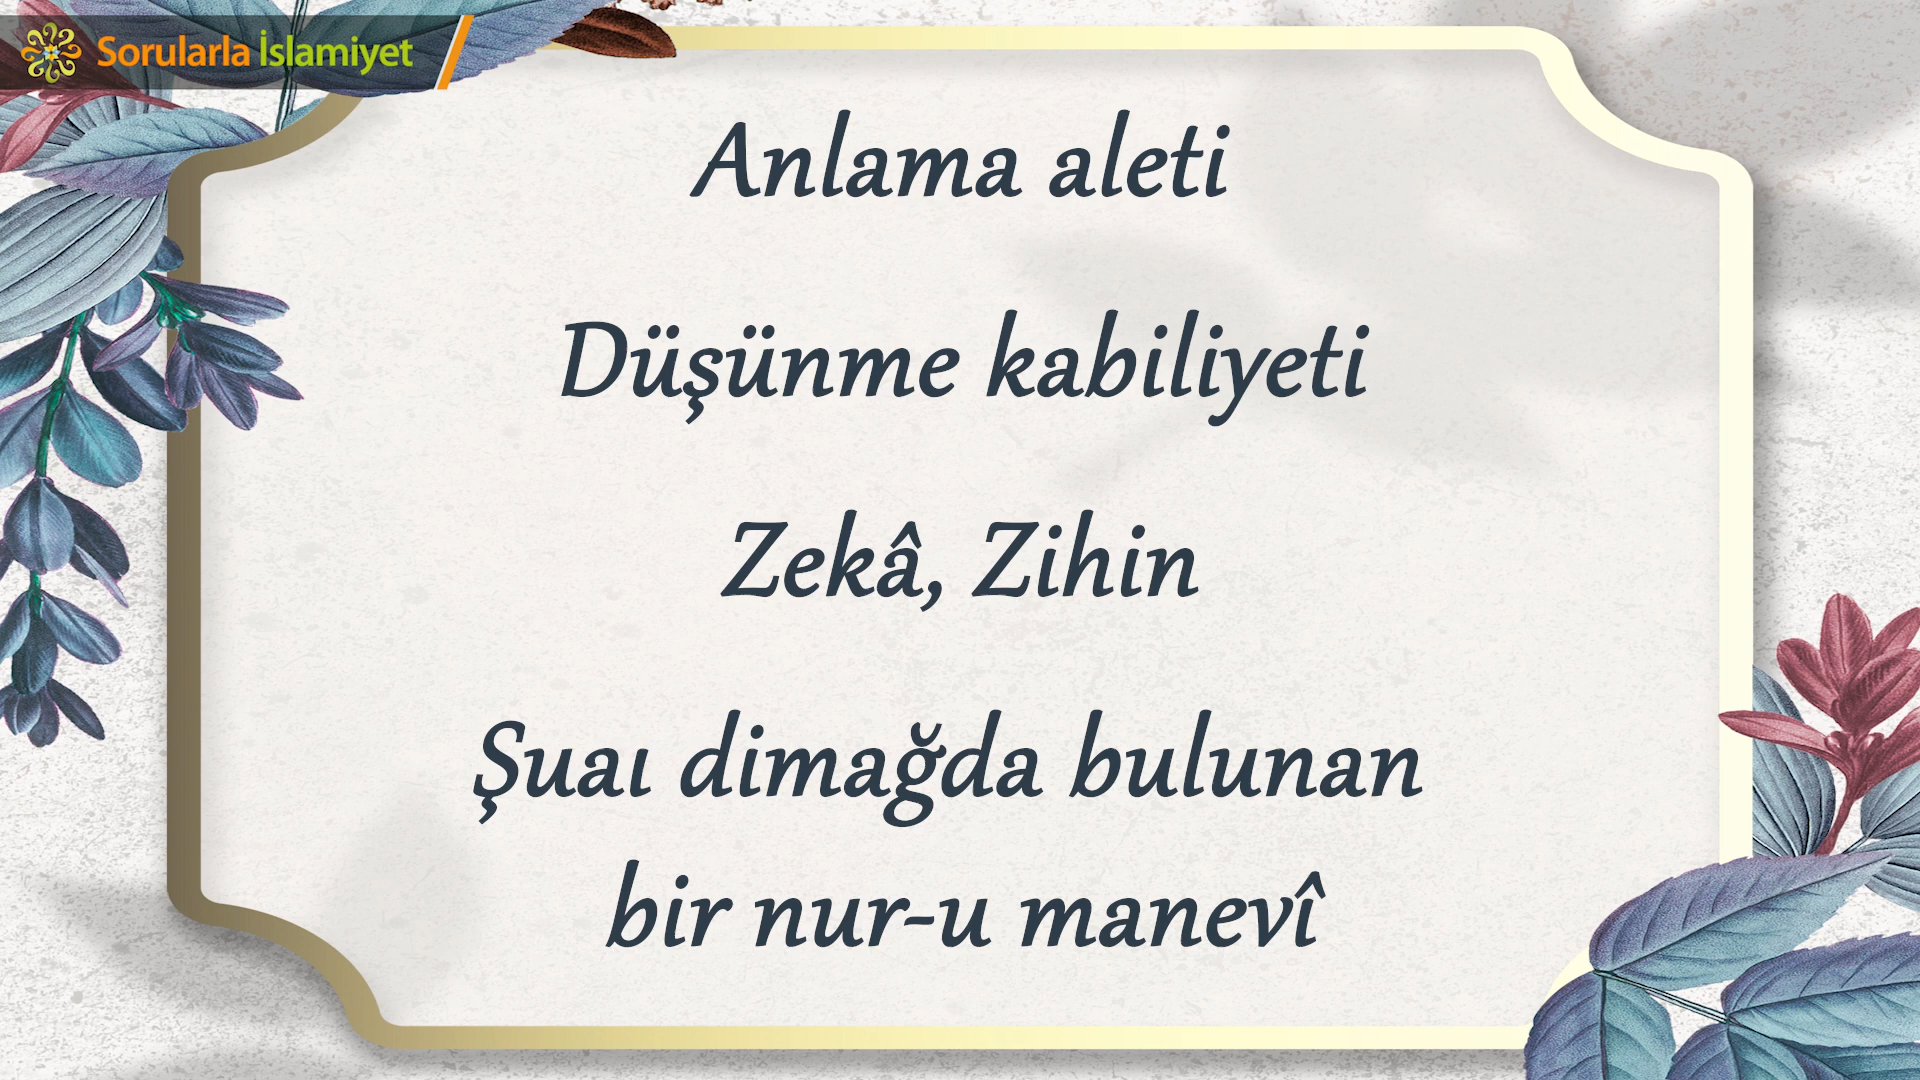 Sorularla İslamiyet
Anlama aleti
Düşünme kabiliyeti
Zekâ, Zihin
Şuaı dimağda bulunan
bir nur-u manevî